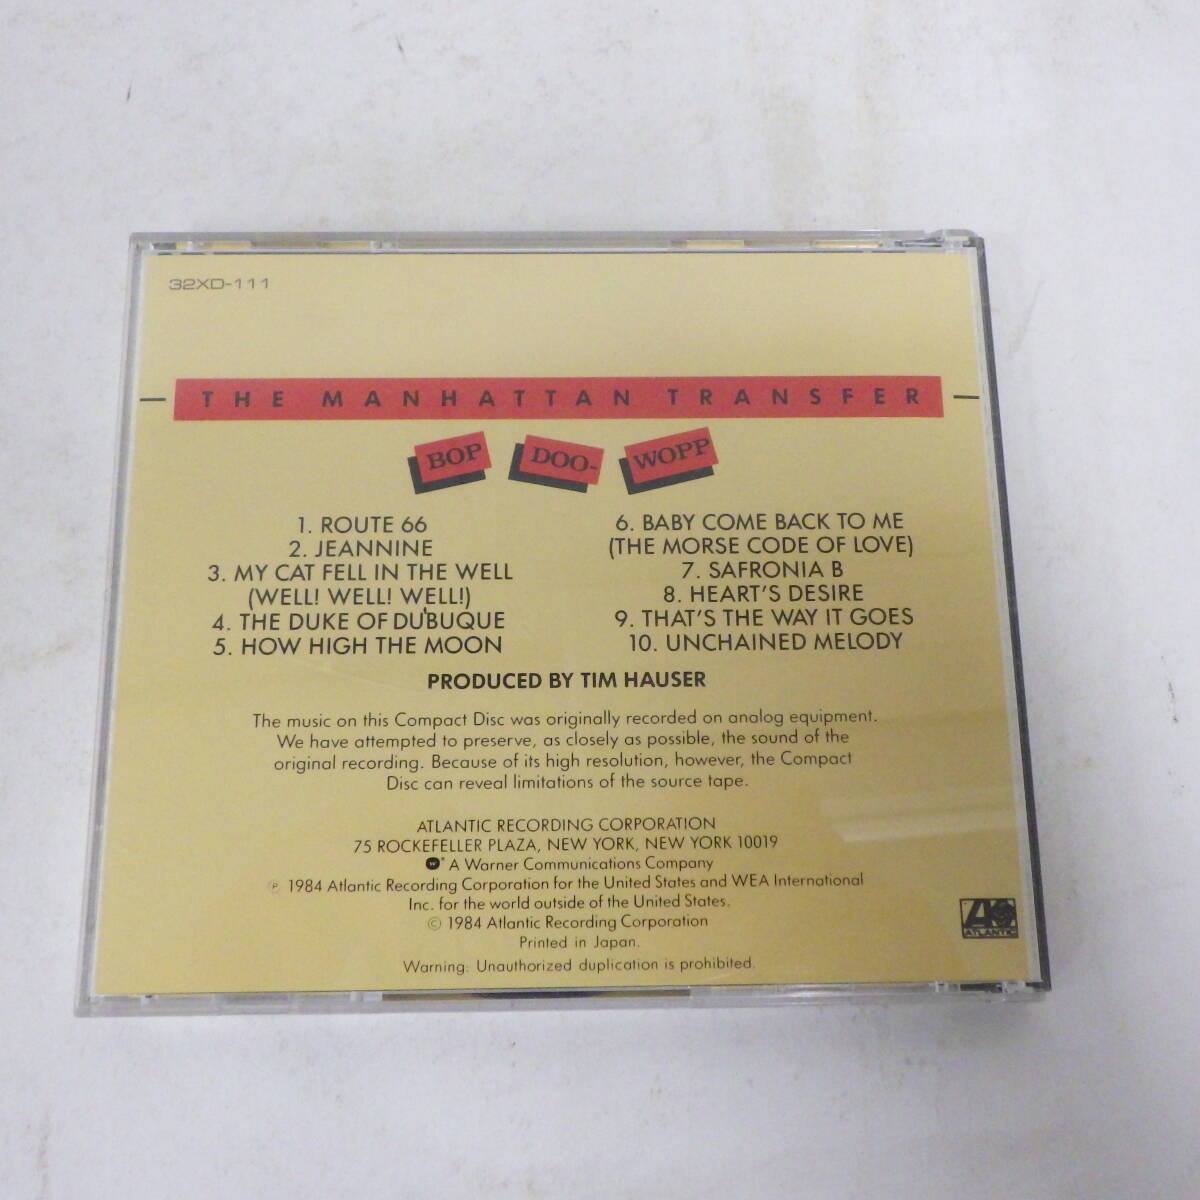 32XD-111
THE MANHATTAN TRANSFER
BOP DOO- WOPP
1. ROUTE 66
2. JEANNINE
3. MY CAT FELL IN THE WELL
(WELL! WELL! WELL!)
4. THE DUKE OF DUBUQUE
5. HOW HIGH THE MOON
6. BABY COME BACK TO ME
(THE MORSE CODE OF LOVE)
7. SAFRONIA B
8. HEART'S DESIRE
9. THAT'S THE WAY IT GOES
10. UNCHAINED MELODY
PRODUCED BY TIM HAUSER
The music on this Compact Disc was originally recorded on analog equipment.
We have attempted to preserve, as closely as possible, the sound of the
original recording. Because of its high resolution, however, the Compact
Disc can reveal limitations of the source tape.
ATLANTIC RECORDING CORPORATION
75 ROCKEFELLER PLAZA, NEW YORK, NEW YORK 10019
A Warner Communications Company
℗ 1984 Atlantic Recording Corporation for the United States and WEA International
Inc. for the world outside of the United States.
© 1984 Atlantic Recording Corporation
Printed in Japan.
Warning: Unauthorized duplication is prohibited.
ATLANTIC